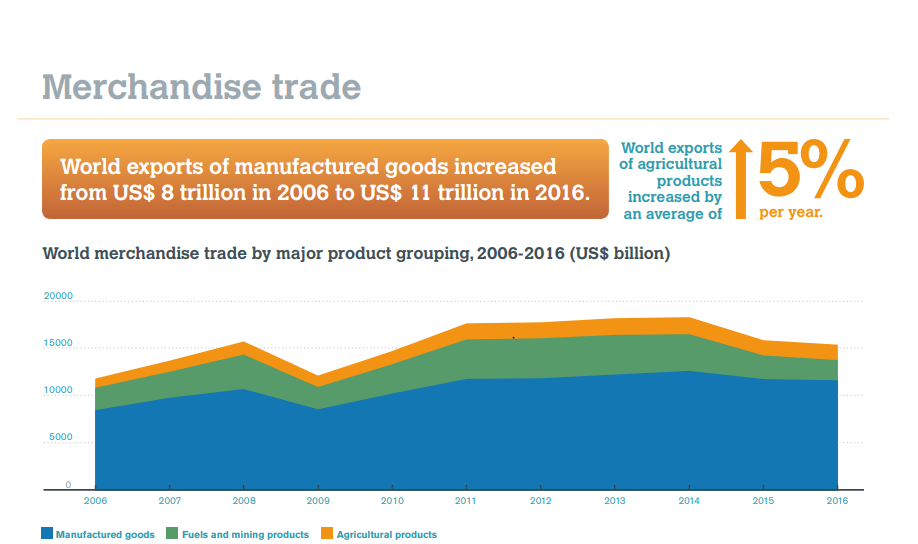 Merchandise trade
World exports of manufactured goods increased
from US$ 8 trillion in 2006 to US$ 11 trillion in 2016.
World exports
of agricultural
products
increased by
an average of
5%
per year.
World merchandise trade by major product grouping, 2006-2016 (US$ billion)
20000
15000
10000
5000
0
2006 2007 2008 2009 2010 2011 2012 2013 2014 2015 2016
Manufactured goods Fuels and mining products Agricultural products